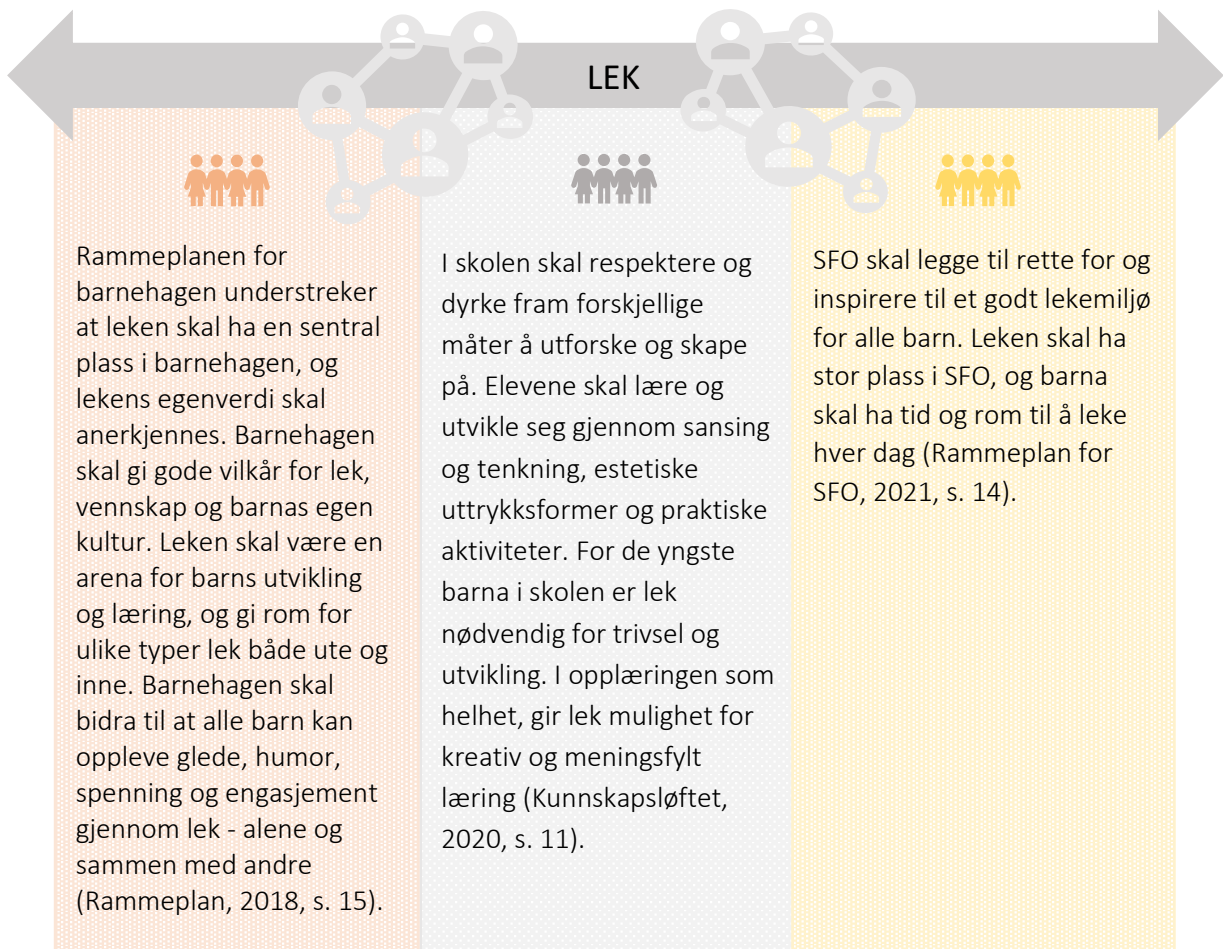 LEK
Rammeplanen for
barnehagen understreker
at leken skal ha en sentral
plass i barnehagen, og
lekens egenverdi skal
anerkjennes. Barnehagen
skal gi gode vilkår for lek,
vennskap og barnas egen
kultur. Leken skal være en
arena for barns utvikling
og læring, og gi rom for
ulike typer lek både ute og
inne. Barnehagen skal
bidra til at alle barn kan
oppleve glede, humor,
spenning og engasjement
gjennom lek - alene og
sammen med andre
(Rammeplan, 2018, s. 15).
I skolen skal respektere og
dyrke fram forskjellige
måter å utforske og skape
på. Elevene skal lære og
utvikle seg gjennom sansing
og tenkning, estetiske
uttrykksformer og praktiske
aktiviteter. For de yngste
barna i skolen er lek
nødvendig for trivsel og
utvikling. I opplæringen som
helhet, gir lek mulighet for
kreativ og meningsfylt
læring (Kunnskapsløftet,
2020, s. 11).
SFO skal legge til rette for og
inspirere til et godt lekemiljø
for alle barn. Leken skal ha
stor plass i SFO, og barna
skal ha tid og rom til å leke
hver dag (Rammeplan for
SFO, 2021, s. 14).